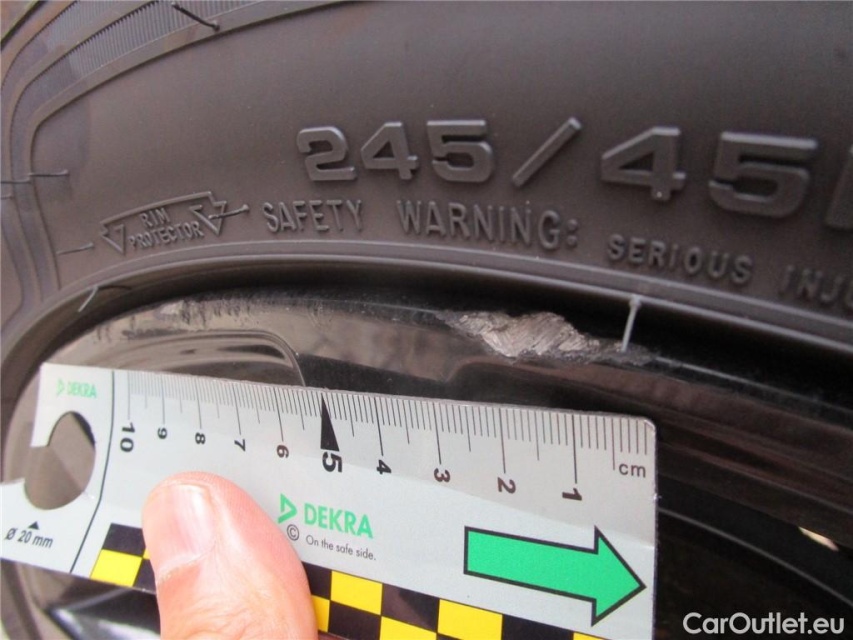 245/45
RIM
PROTECTOR
SAFETY WARNING: SERIOUS INJU
DEKRA
10 9 8 7 6 5 4 3 2 1 cm
DEKRA
© On the safe side.
Ø 20 mm
CarOutlet.eu